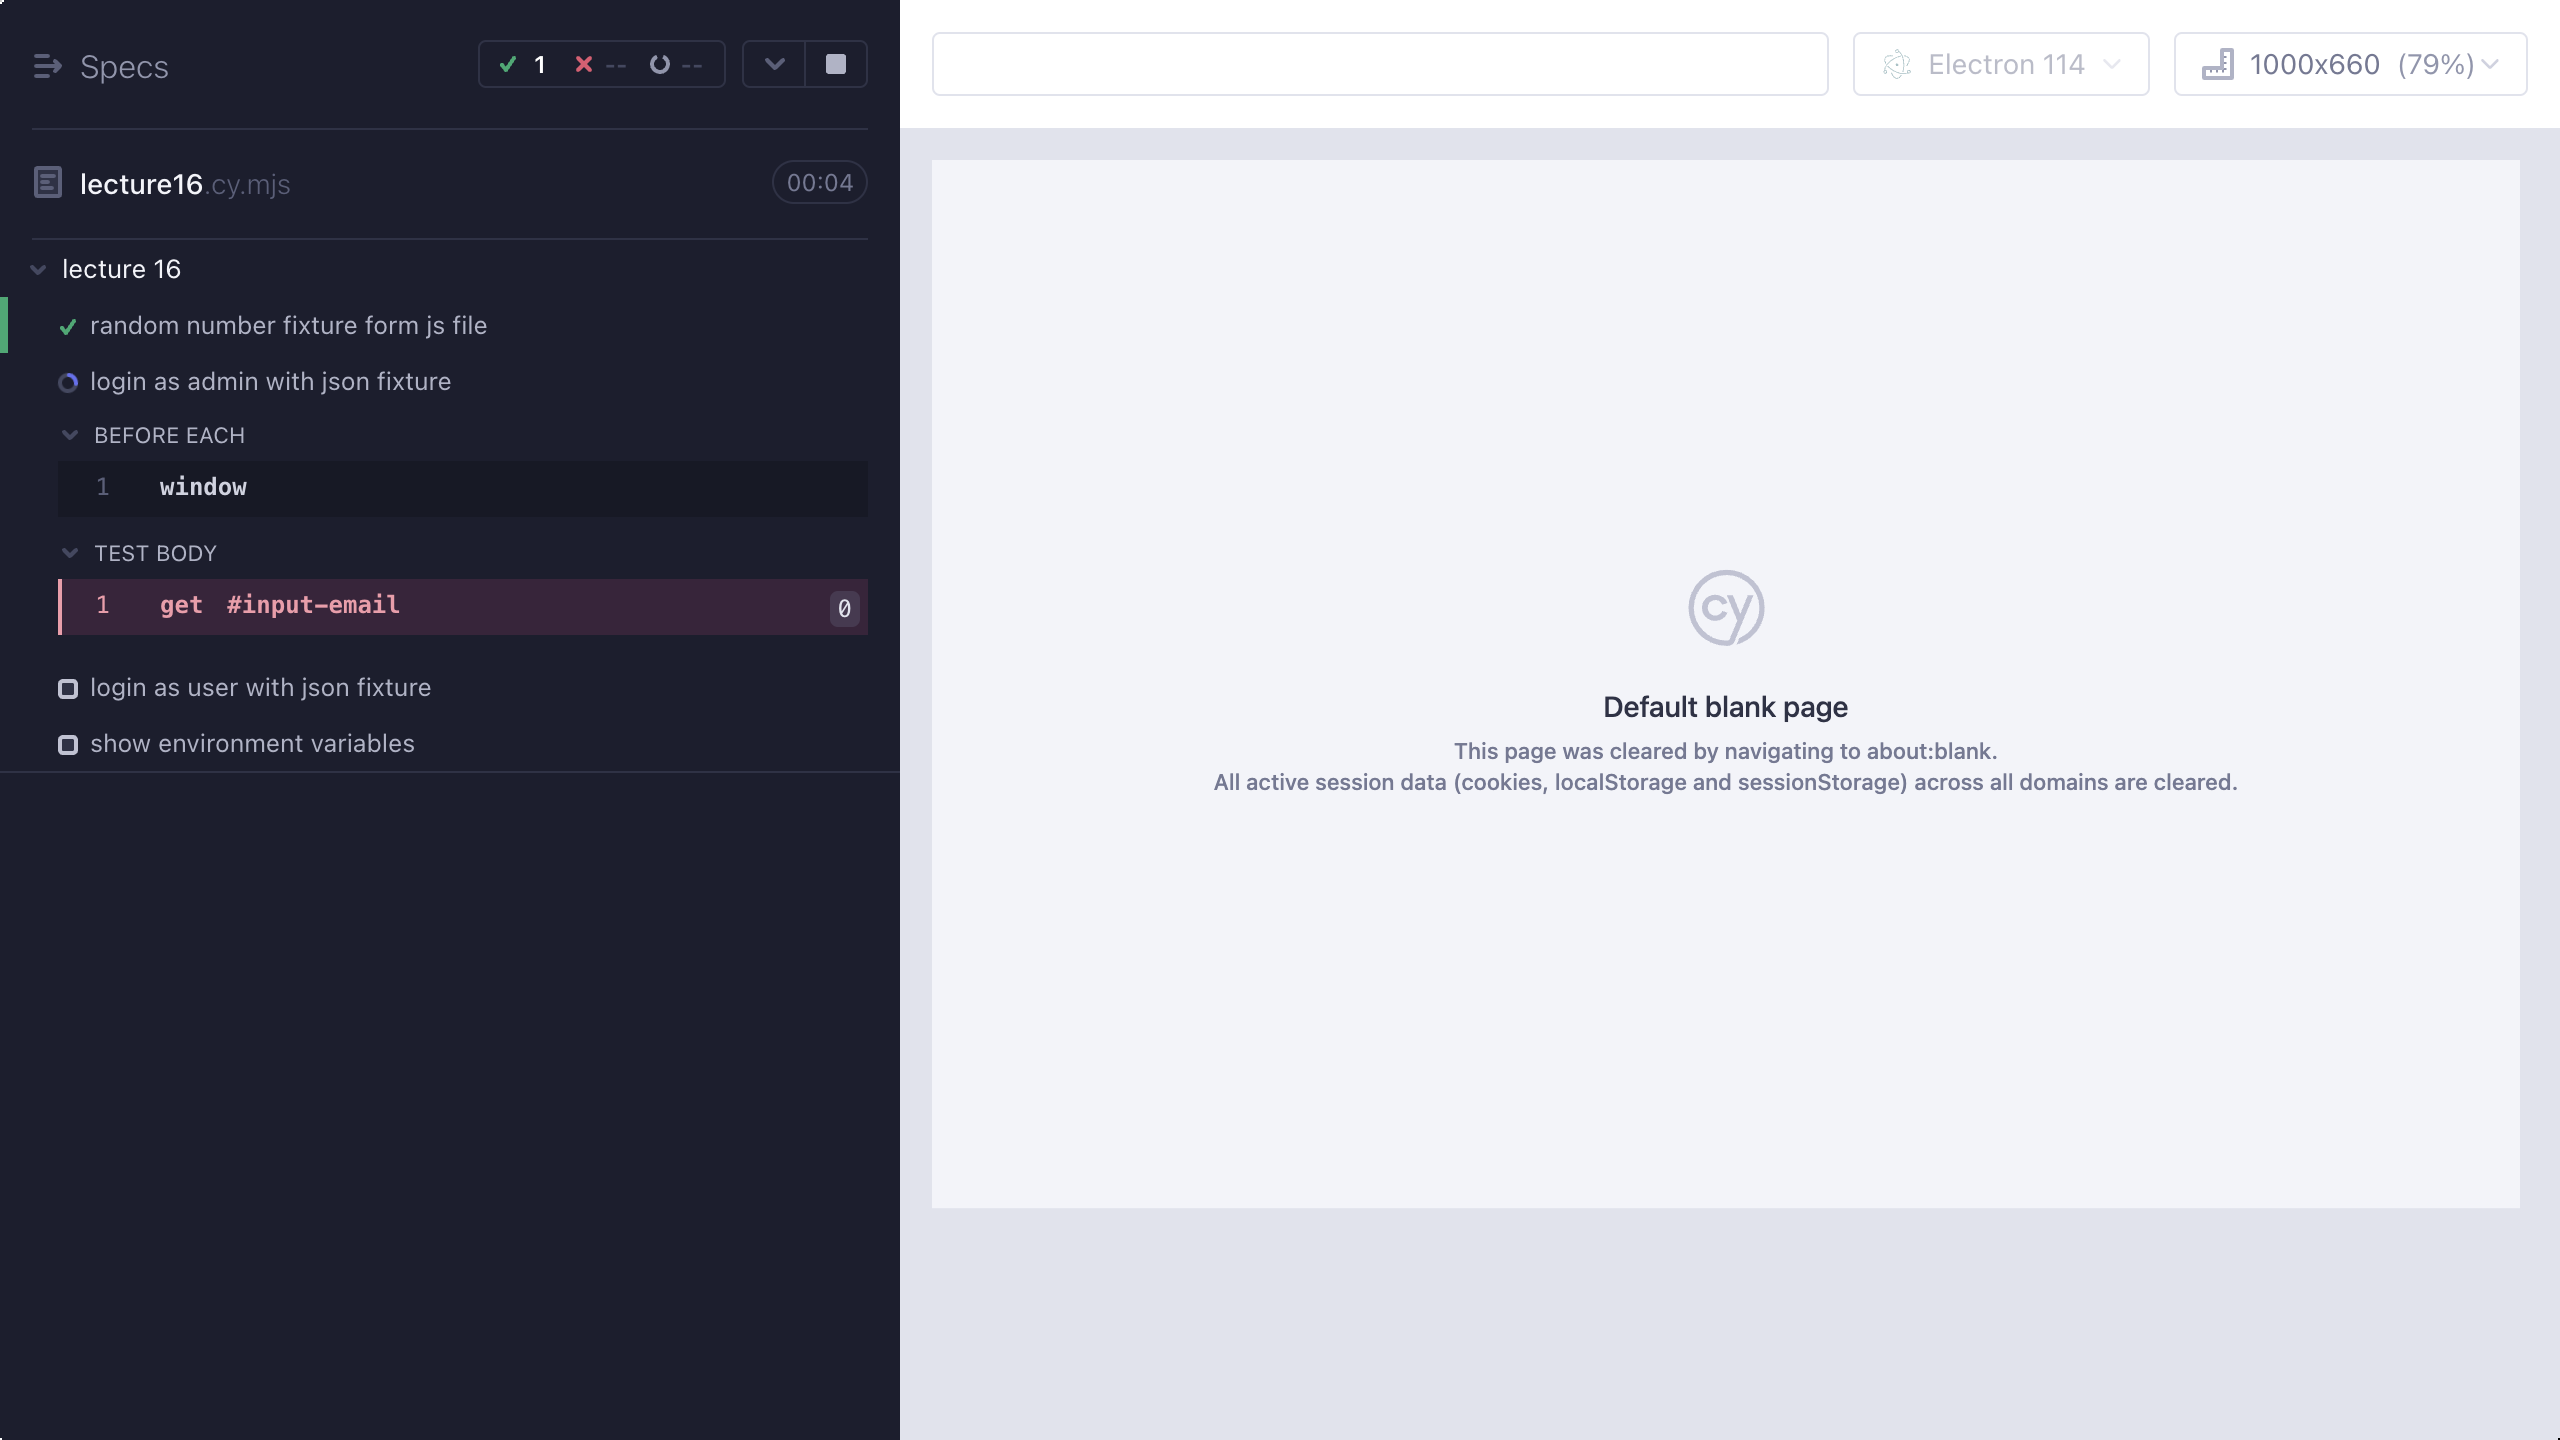 Specs
1
--
--
lecture16.cy.mjs
00:04
lecture 16
random number fixture form js file
login as admin with json fixture
BEFORE EACH
1 window
TEST BODY
1 get #input-email 0
login as user with json fixture
show environment variables
Electron 114
1000x660 (79%)
cy
Default blank page
This page was cleared by navigating to about:blank.
All active session data (cookies, localStorage and sessionStorage) across all domains are cleared.